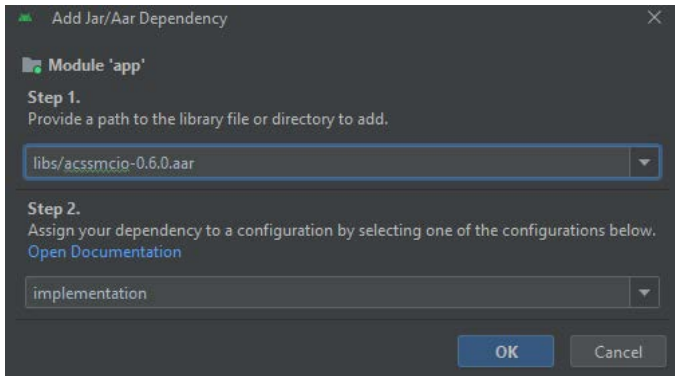 Add Jar/Aar Dependency
Module 'app'
Step 1.
Provide a path to the library file or directory to add.
libs/acssmcio-0.6.0.aar
Step 2.
Assign your dependency to a configuration by selecting one of the configurations below.
Open Documentation
implementation
OK Cancel